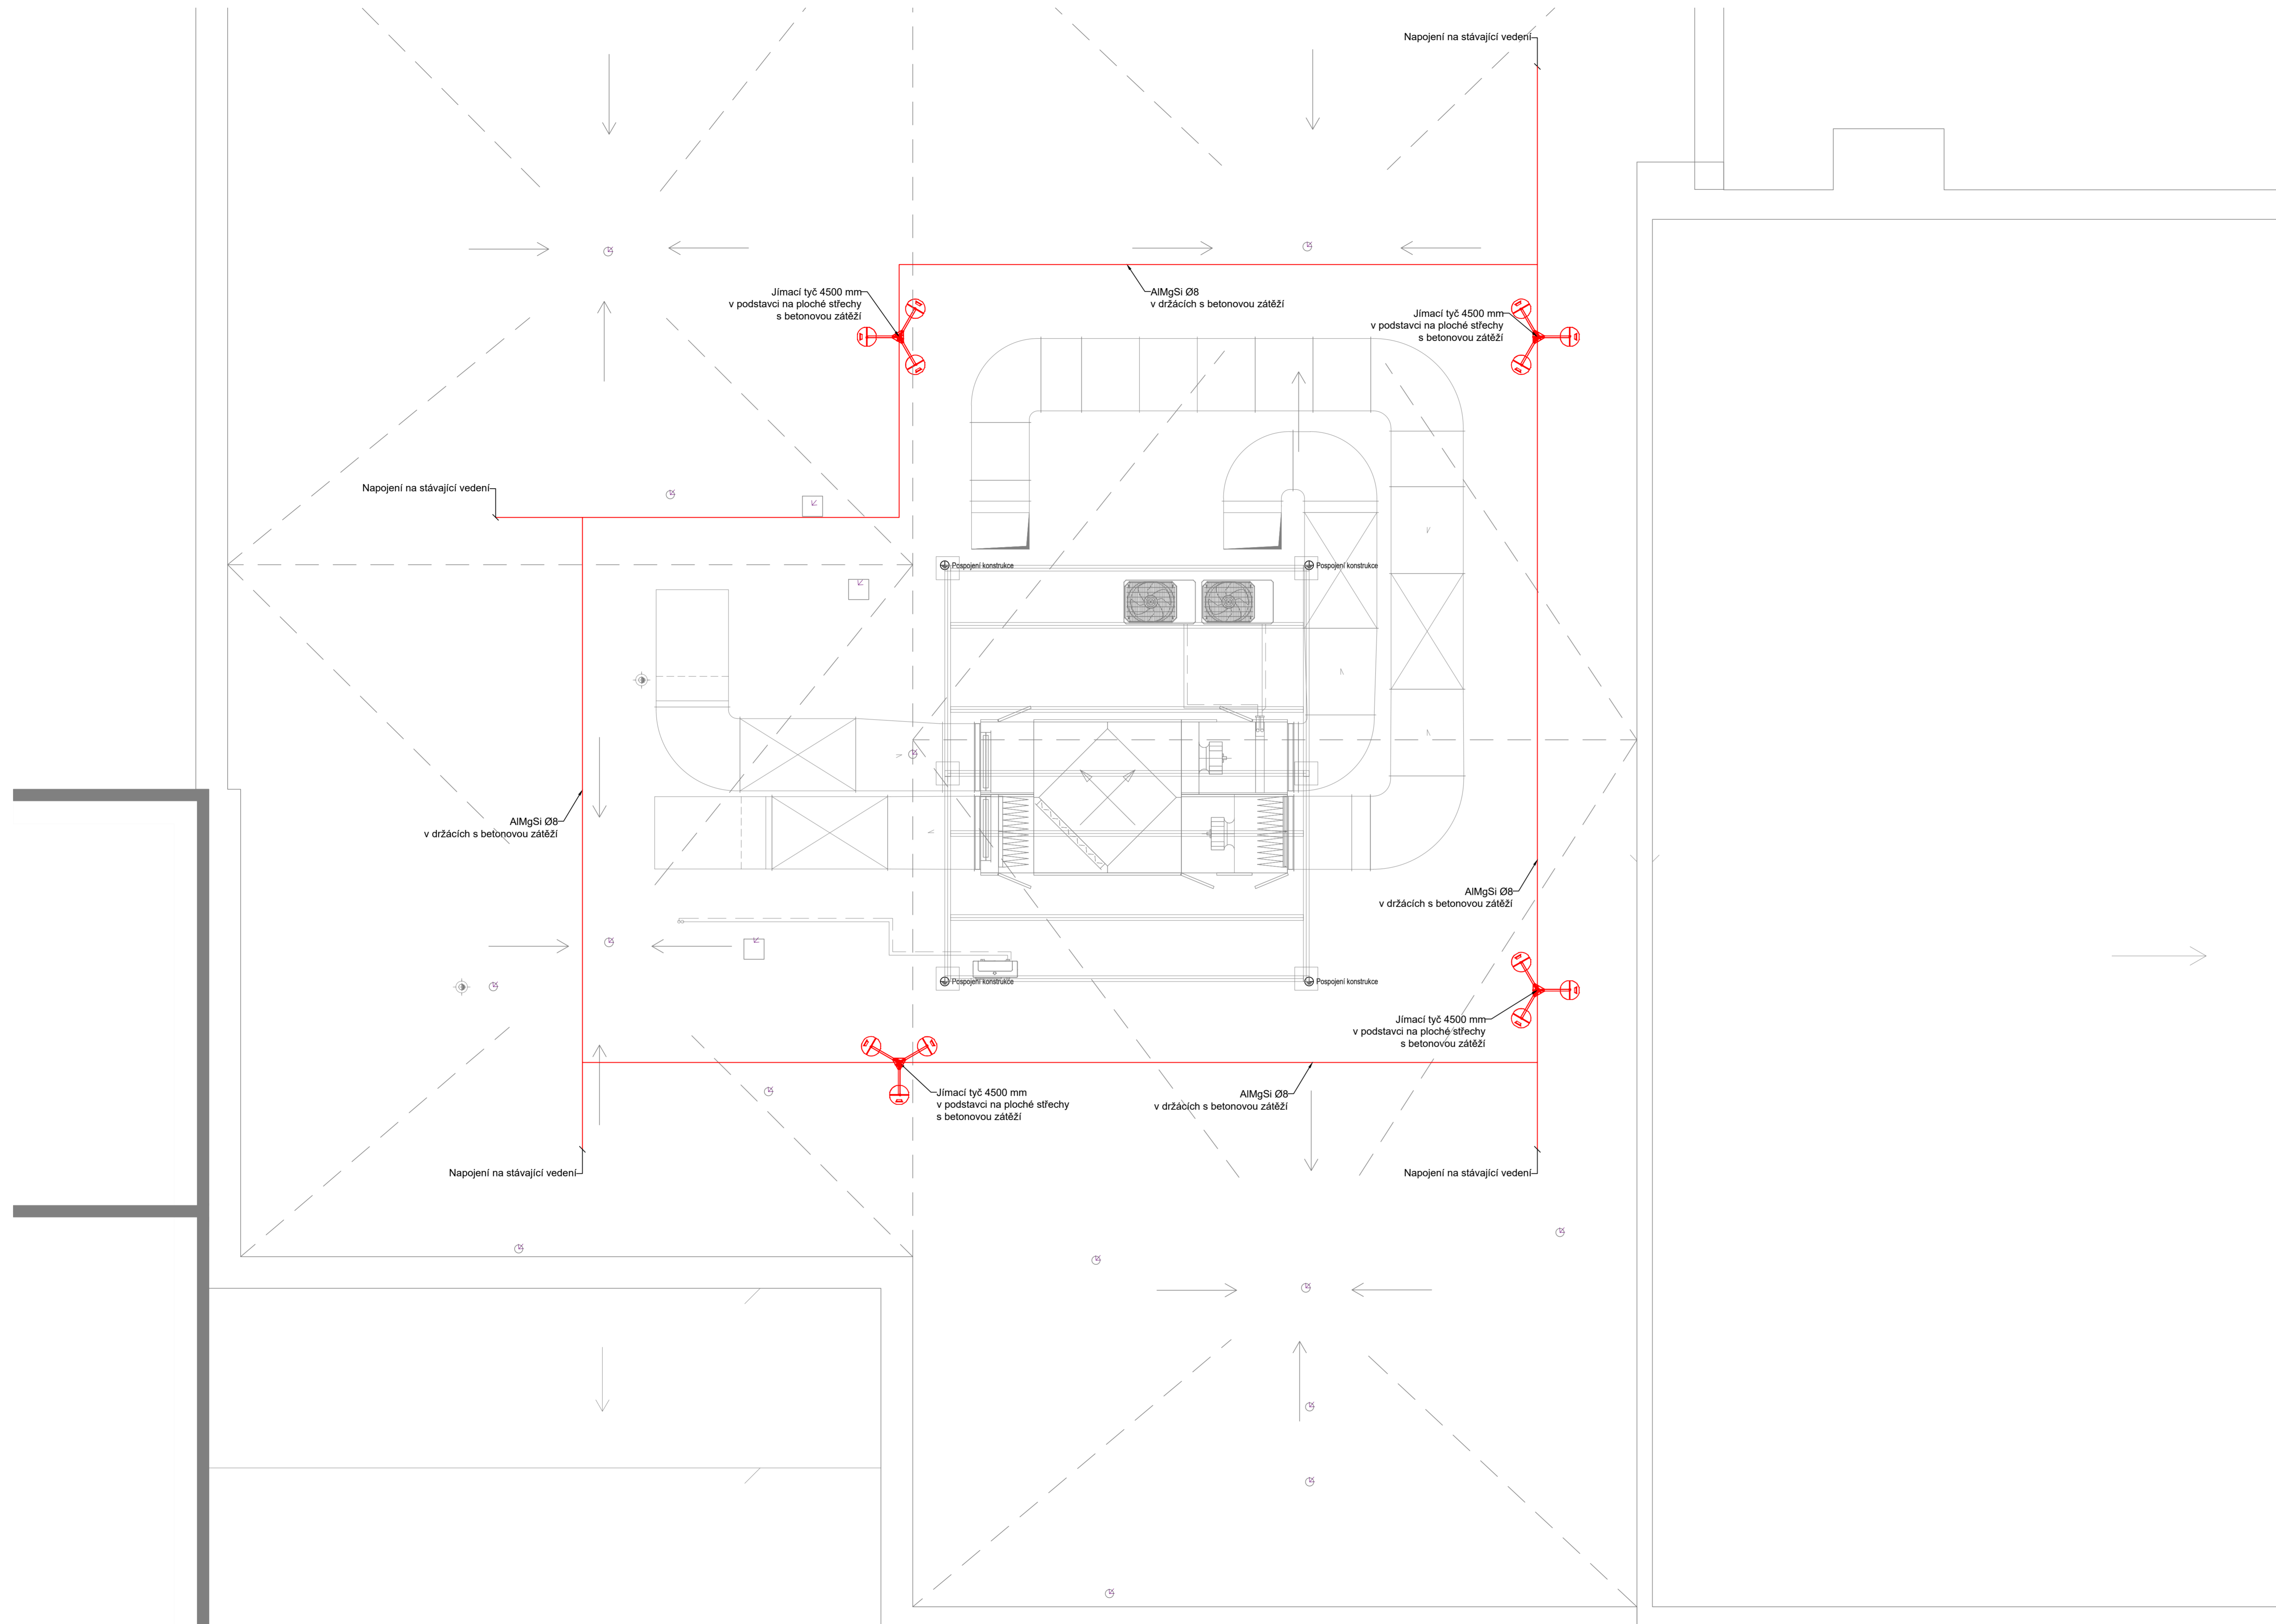 Napojení na stávající vedení
Jímací tyč 4500 mm
v podstavci na ploché střechy
s betonovou zátěží
AlMgSi Ø8
v držácích s betonovou zátěží
Jímací tyč 4500 mm
v podstavci na ploché střechy
s betonovou zátěží
Napojení na stávající vedení
Pospojení konstrukce
Pospojení konstrukce
AlMgSi Ø8
v držácích s betonovou zátěží
AlMgSi Ø8
v držácích s betonovou zátěží
Pospojení konstrukce
Pospojení konstrukce
Jímací tyč 4500 mm
v podstavci na ploché střechy
s betonovou zátěží
Jímací tyč 4500 mm
v podstavci na ploché střechy
s betonovou zátěží
AlMgSi Ø8
v držácích s betonovou zátěží
Napojení na stávající vedení
Napojení na stávající vedení